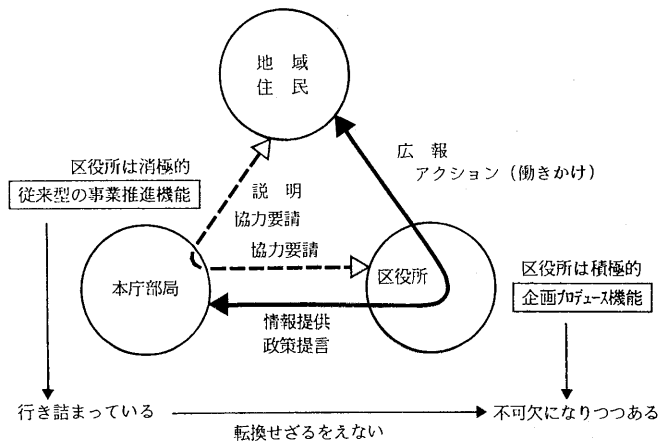 地域
住民
区役所は消極的
従来型の事業推進機能
広報
アクション（働きかけ）
説明
協力要請
協力要請
本庁部局
区役所
区役所は積極的
企画プロデュース機能
情報提供
政策提言
行き詰まっている
転換せざるをえない
不可欠になりつつある